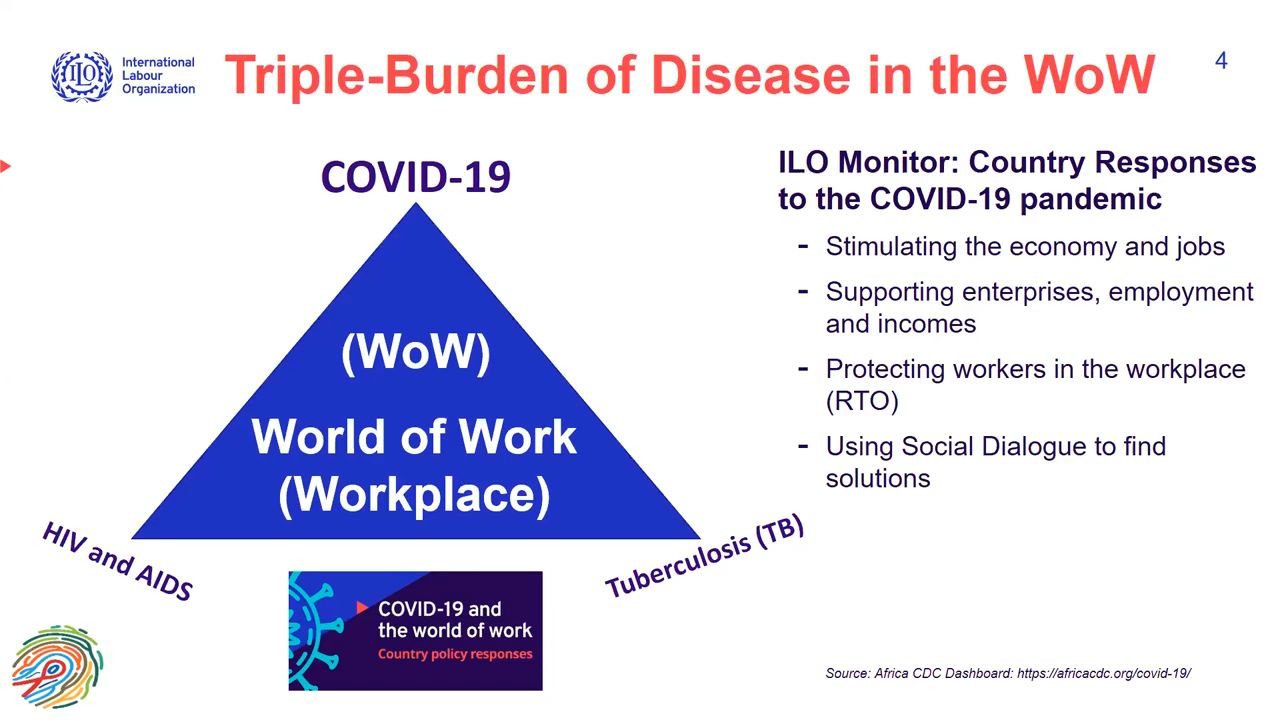 International
Labour
Organization
Triple-Burden of Disease in the WoW
4
COVID-19
(WoW)
World of Work
(Workplace)
HIV and AIDS
Tuberculosis (TB)
COVID-19 and
the world of work
Country policy responses
ILO Monitor: Country Responses
to the COVID-19 pandemic
- Stimulating the economy and jobs
- Supporting enterprises, employment
and incomes
- Protecting workers in the workplace
(RTO)
- Using Social Dialogue to find
solutions
Source: Africa CDC Dashboard: https://africacdc.org/covid-19/